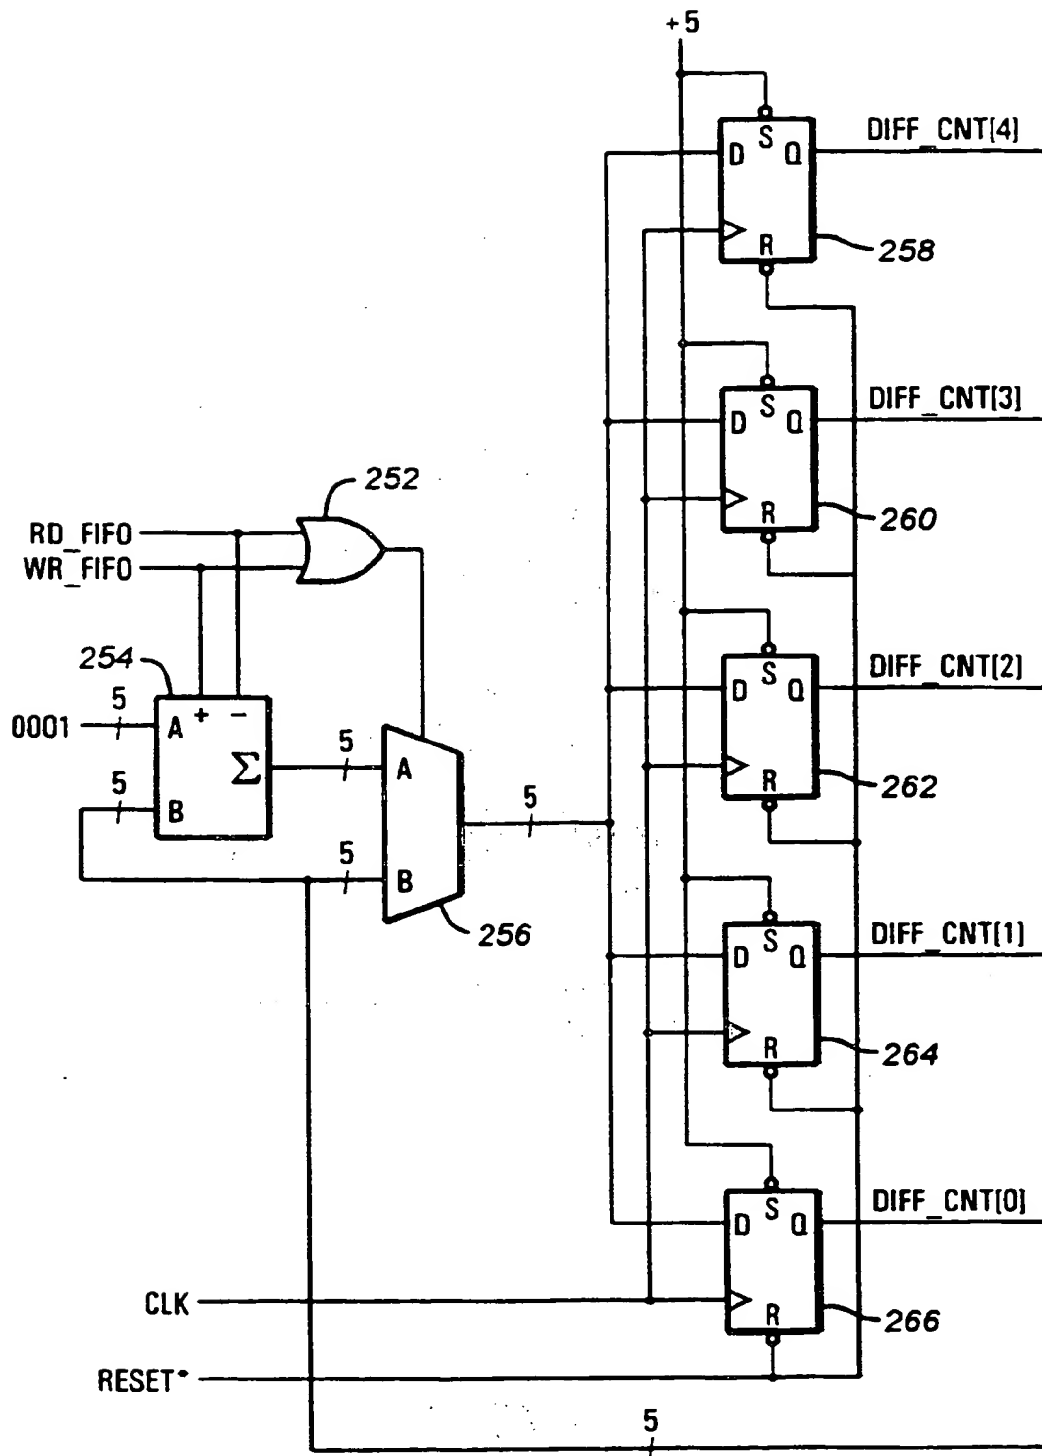 +5
DIFF_CNT[4]
S
D Q
R
258
DIFF_CNT[3]
S
D Q
R
260
252
RD_FIFO
WR_FIFO
254
5
0001
A + -
Σ
5
B
5
A
5
B
256
5
DIFF_CNT[2]
S
D Q
R
262
DIFF_CNT[1]
S
D Q
R
264
DIFF_CNT[0]
S
D Q
R
266
CLK
RESET*
5